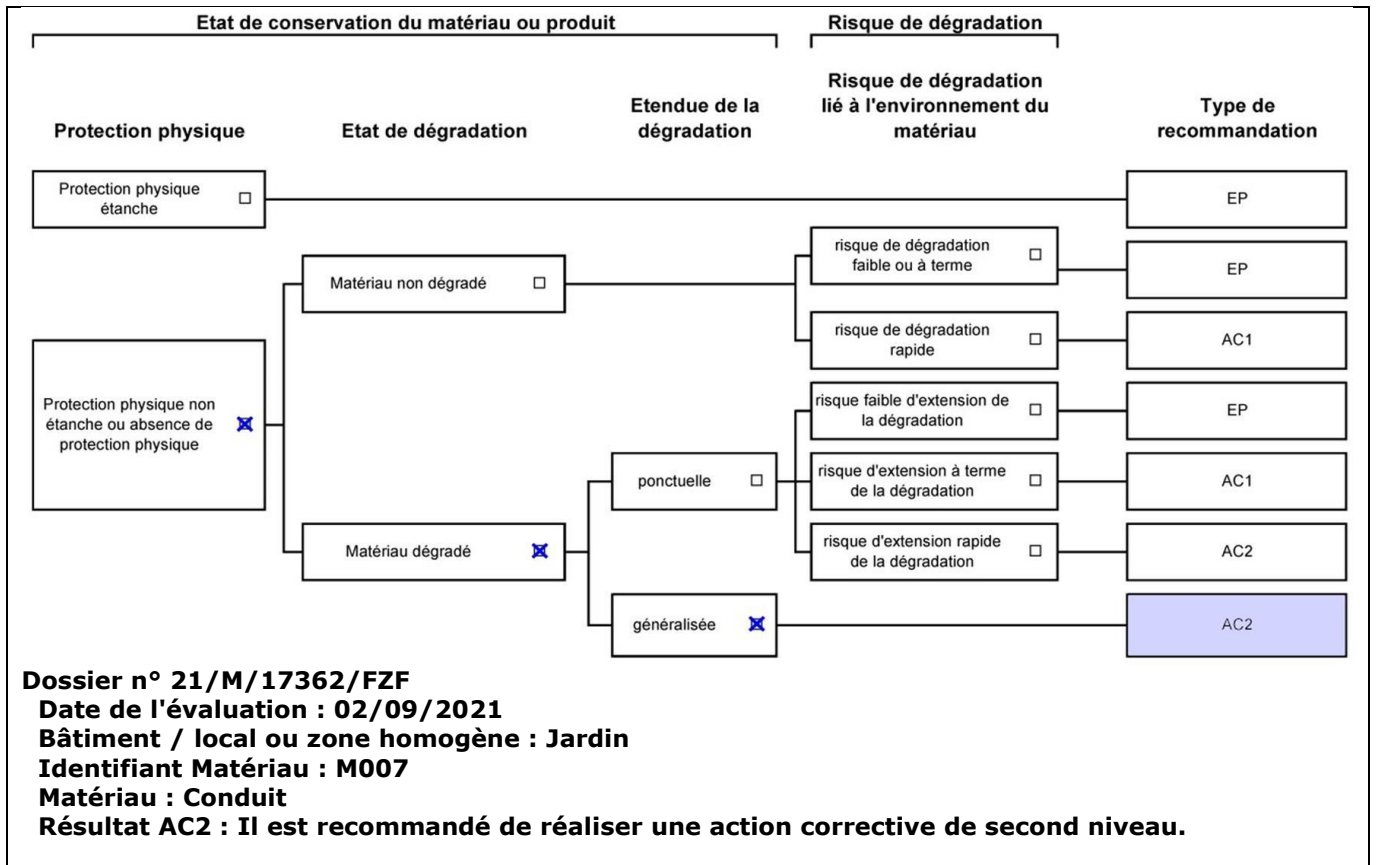 Etat de conservation du matériau ou produit
Risque de dégradation
Protection physique
Etat de dégradation
Etendue de la
dégradation
Risque de dégradation
lié à l'environnement du
matériau
Type de
recommandation
Protection physique
étanche
EP
risque de dégradation
faible ou à terme
EP
Matériau non dégradé
risque de dégradation
rapide
AC1
Protection physique non
étanche ou absence de
protection physique
risque faible d'extension de
la dégradation
EP
ponctuelle
risque d'extension à terme
de la dégradation
AC1
Matériau dégradé
risque d'extension rapide
de la dégradation
AC2
généralisée
AC2
Dossier n° 21/M/17362/FZF
Date de l'évaluation : 02/09/2021
Bâtiment / local ou zone homogène : Jardin
Identifiant Matériau : M007
Matériau : Conduit
Résultat AC2 : Il est recommandé de réaliser une action corrective de second niveau.